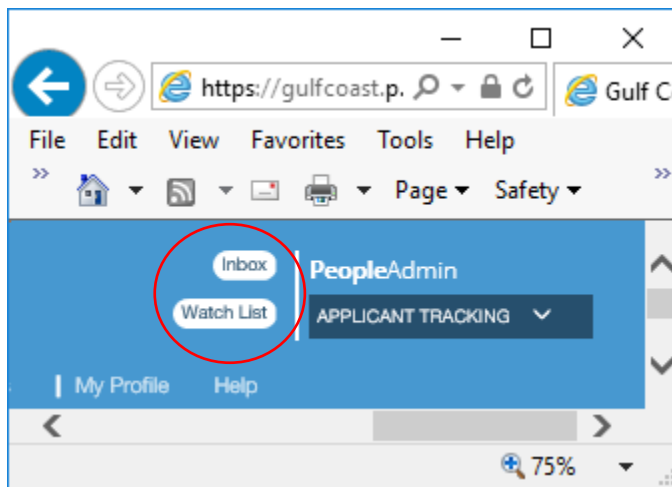 https://gulfcoast.p.
Gulf C
File Edit View Favorites Tools Help
» Page Safety »
Inbox PeopleAdmin
Watch List APPLICANT TRACKING
My Profile Help
75%